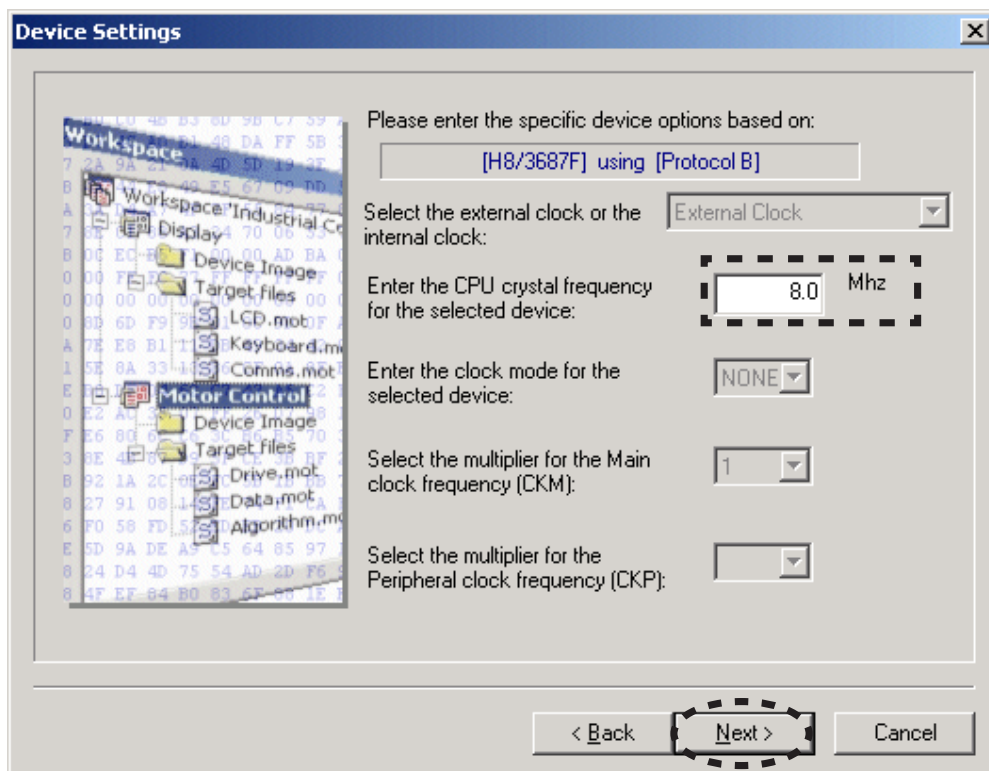 Device Settings
Please enter the specific device options based on:
[H8/3687F] using [Protocol B]
Select the external clock or the
internal clock:
External Clock
Enter the CPU crystal frequency
for the selected device:
8.0
Mhz
Enter the clock mode for the
selected device:
NONE
Select the multiplier for the Main
clock frequency (CKM):
1
Select the multiplier for the
Peripheral clock frequency (CKP):
Workspace
Workspace "Industrial
Display
Device Image
Target files
LCD.mot
Keyboard.m
Comms.mot
Motor Control
Device Image
Target files
Drive.mot
Data.mot
Algorithm.m
< Back
Next >
Cancel